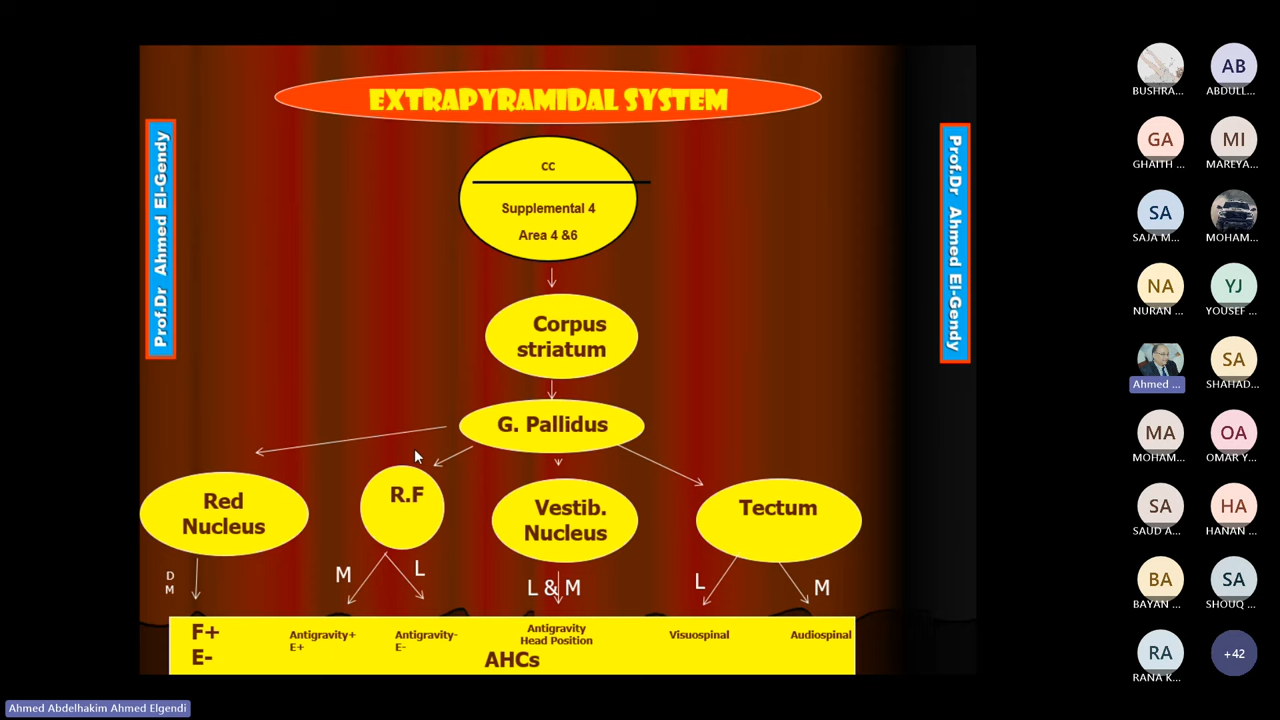 EXTRAPYRAMIDAL SYSTEM
Prof.Dr Ahmed El-Gendy
Prof.Dr Ahmed El-Gendy
CC
Supplemental 4
Area 4 &6
Corpus
striatum
G. Pallidus
Red
Nucleus
R.F
Vestib.
Nucleus
Tectum
D
M
M
L
L & M
L
M
F+
E-
Antigravity+
E+
Antigravity-
E-
Antigravity
Head Position
Visuospinal
Audiospinal
AHCs
BUSHRA...
AB
ABDULL...
GA
GHAITH ...
MI
MAREYA...
SA
SAJA M...
MOHAM...
NA
NURAN ...
YJ
YOUSEF ...
Ahmed ...
SA
SHAHAD...
MA
MOHAM...
OA
OMAR Y...
SA
SAUD A...
HA
HANAN ...
BA
BAYAN ...
SA
SHOUQ ...
RA
RANA K...
+42
Ahmed Abdelhakim Ahmed Elgendi